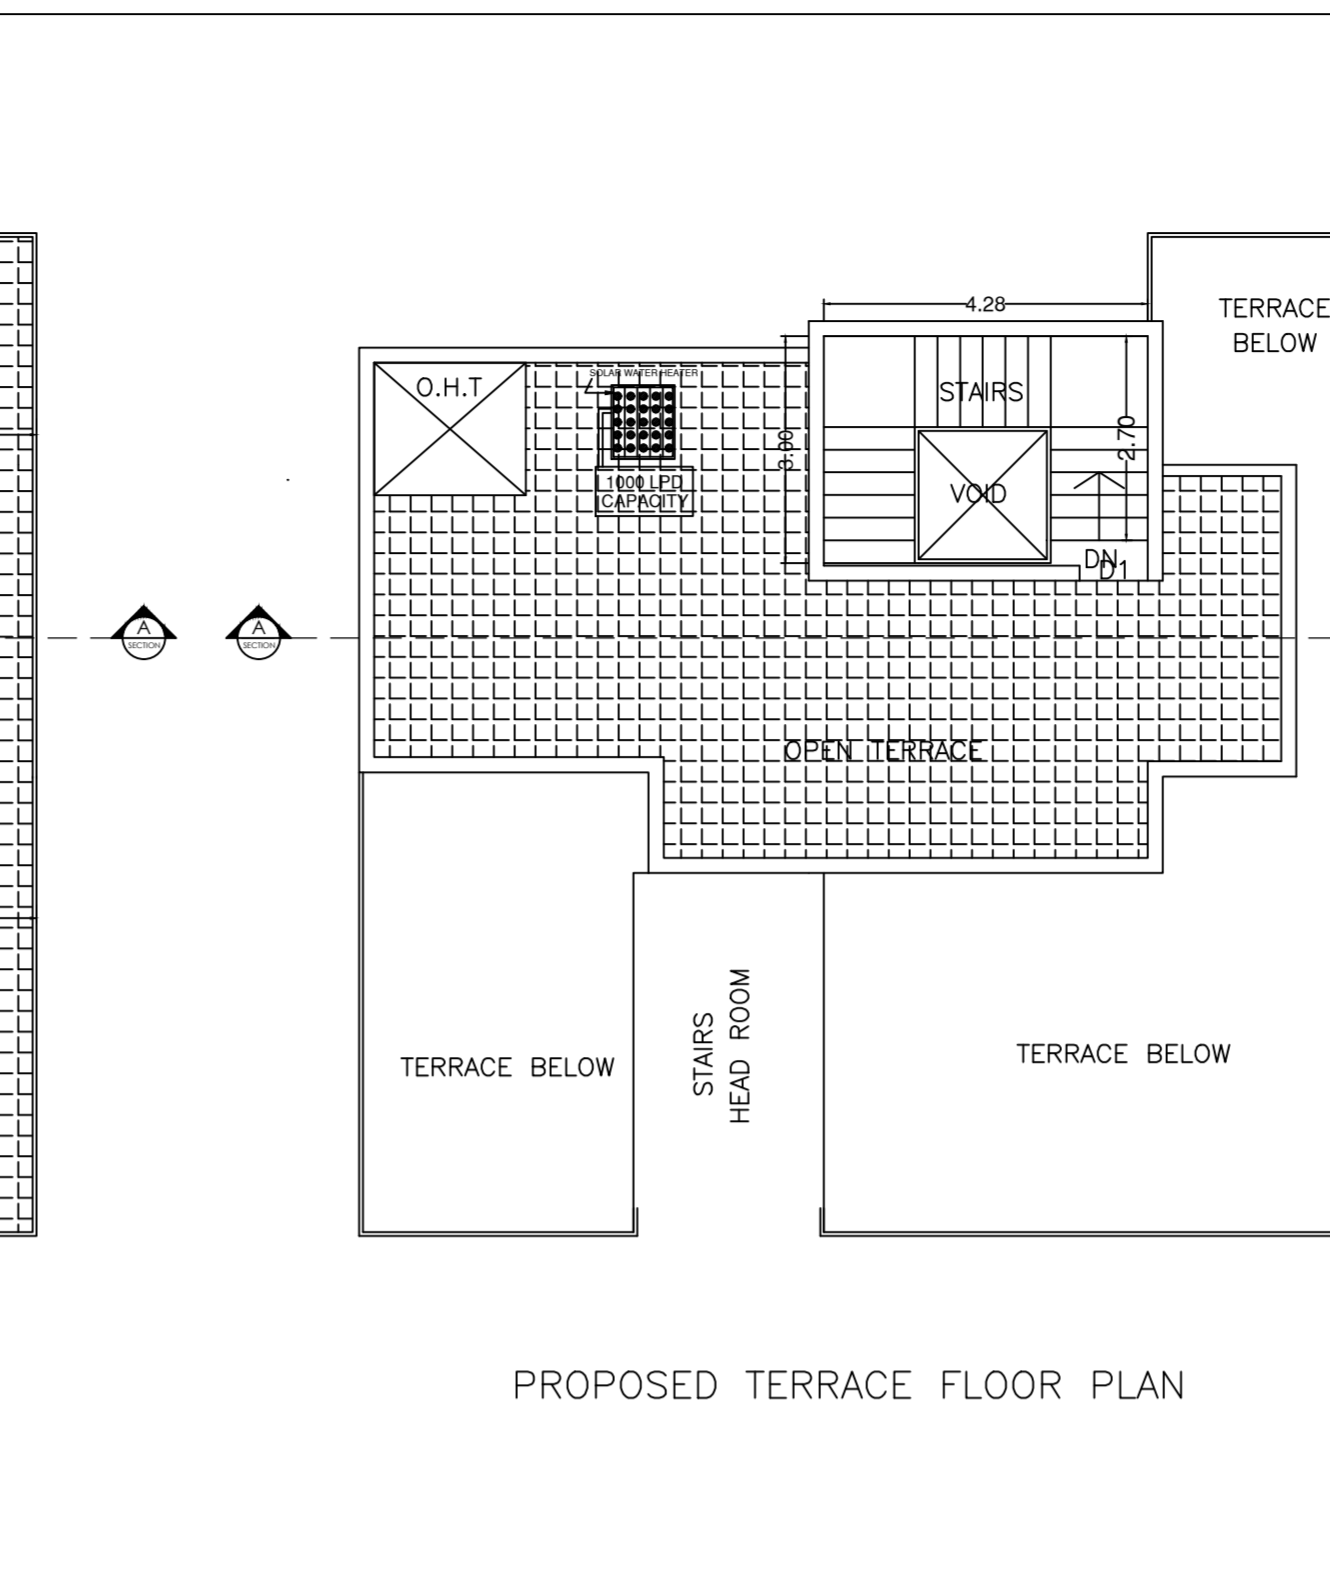 4.28
TERRACE
BELOW
SOLAR WATER HEATER
O.H.T
STAIRS
3.00
2.70
1000 LPD
CAPACITY
VOID
DN
D1
A
SECTION
A
SECTION
OPEN TERRACE
STAIRS
HEAD ROOM
TERRACE BELOW
TERRACE BELOW
PROPOSED TERRACE FLOOR PLAN